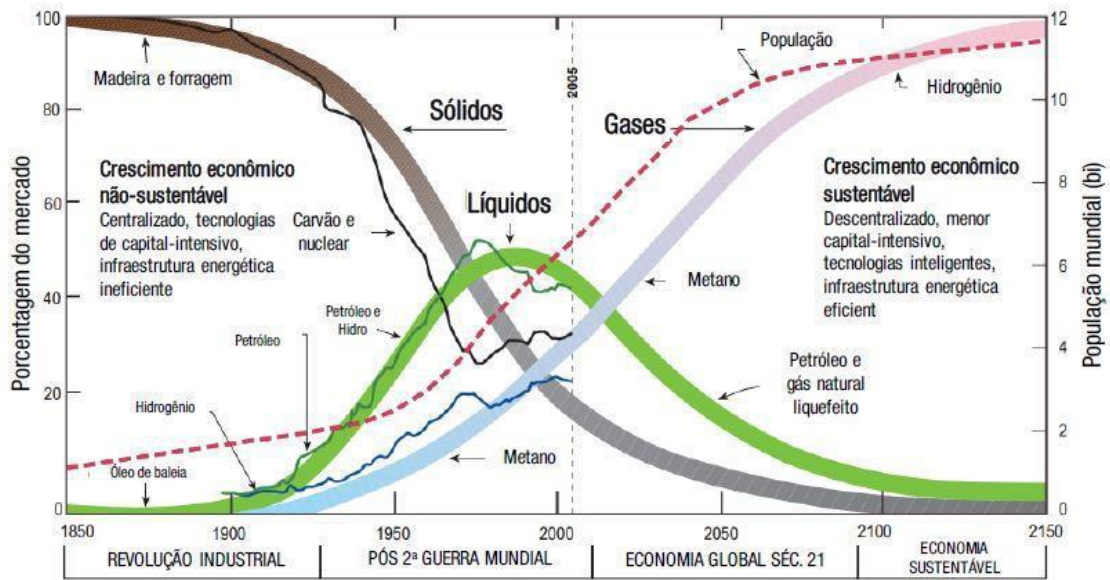 100
80
60
40
20
0
Porcentagem do mercado
12
10
8
6
4
2
0
População mundial (bi)
Madeira e forragem
Sólidos
2005
População
Gases
Hidrogênio
Crescimento econômico
não-sustentável
Centralizado, tecnologias
de capital-intensivo,
infraestrutura energética
ineficiente
Carvão e
nuclear
Líquidos
Crescimento econômico
sustentável
Descentralizado, menor
capital-intensivo,
tecnologias inteligentes,
infraestrutura energética
eficient
Metano
Petróleo e
Hidro
Petróleo
Petróleo e
gás natural
liquefeito
Hidrogênio
Óleo de baleia
Metano
1850
1900
1950
2000
2050
2100
2150
REVOLUÇÃO INDUSTRIAL
PÓS 2ª GUERRA MUNDIAL
ECONOMIA GLOBAL SÉC. 21
ECONOMIA
SUSTENTÁVEL